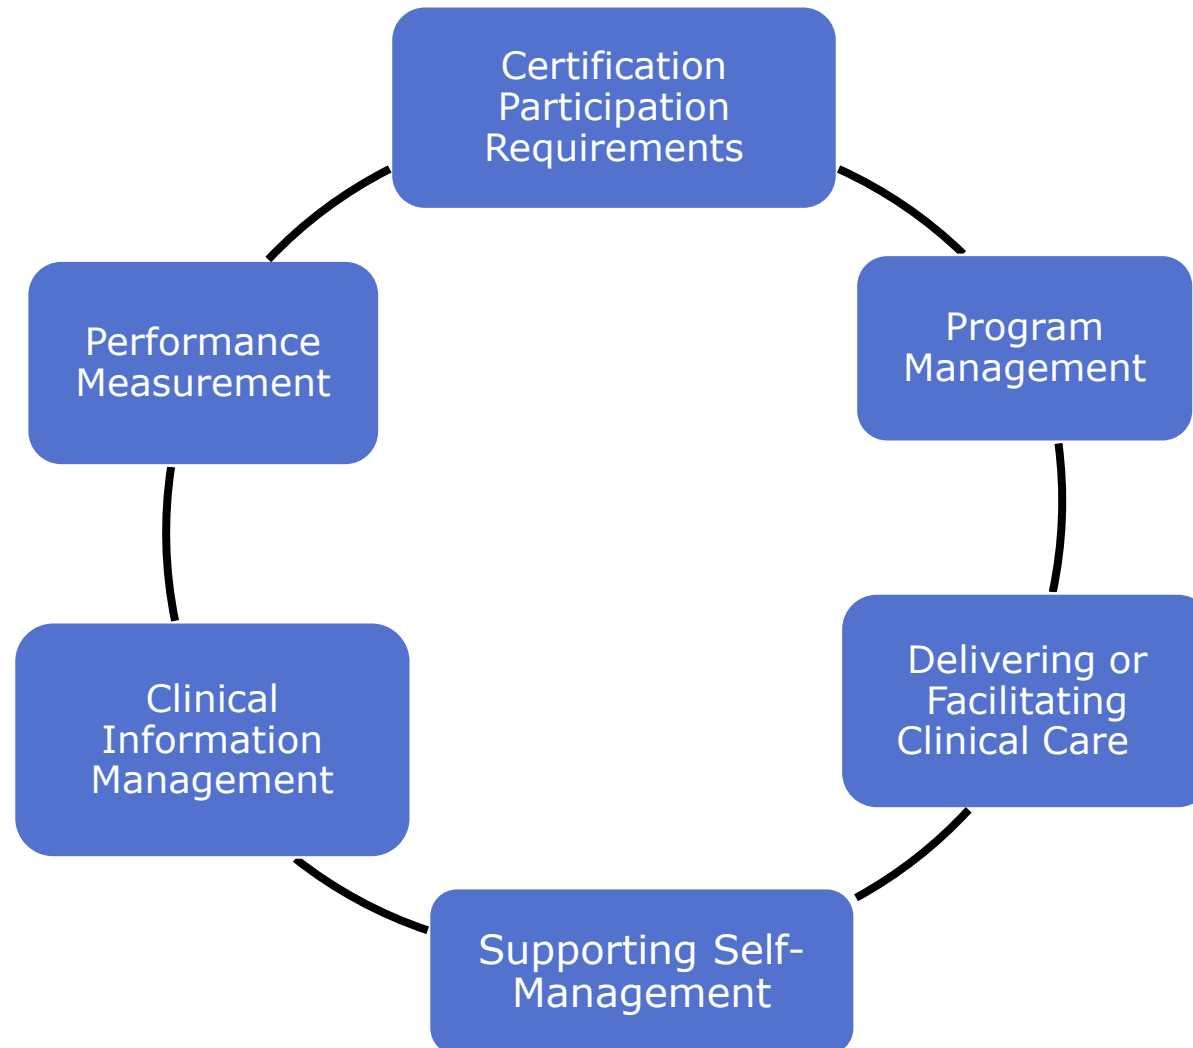 Certification
Participation
Requirements
Program
Management
Delivering or
Facilitating
Clinical Care
Supporting Self-
Management
Clinical
Information
Management
Performance
Measurement